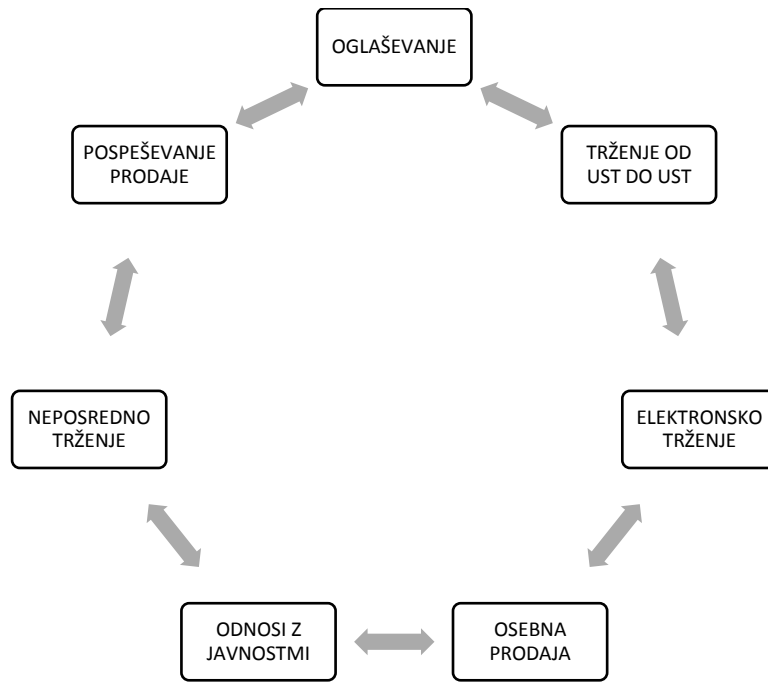 OGLAŠEVANJE
TRŽENJE OD
UST DO UST
ELEKTRONSKO
TRŽENJE
OSEBNA
PRODAJA
ODNOSI Z
JAVNOSTMI
NEPOSREDNO
TRŽENJE
POSPEŠEVANJE
PRODAJE